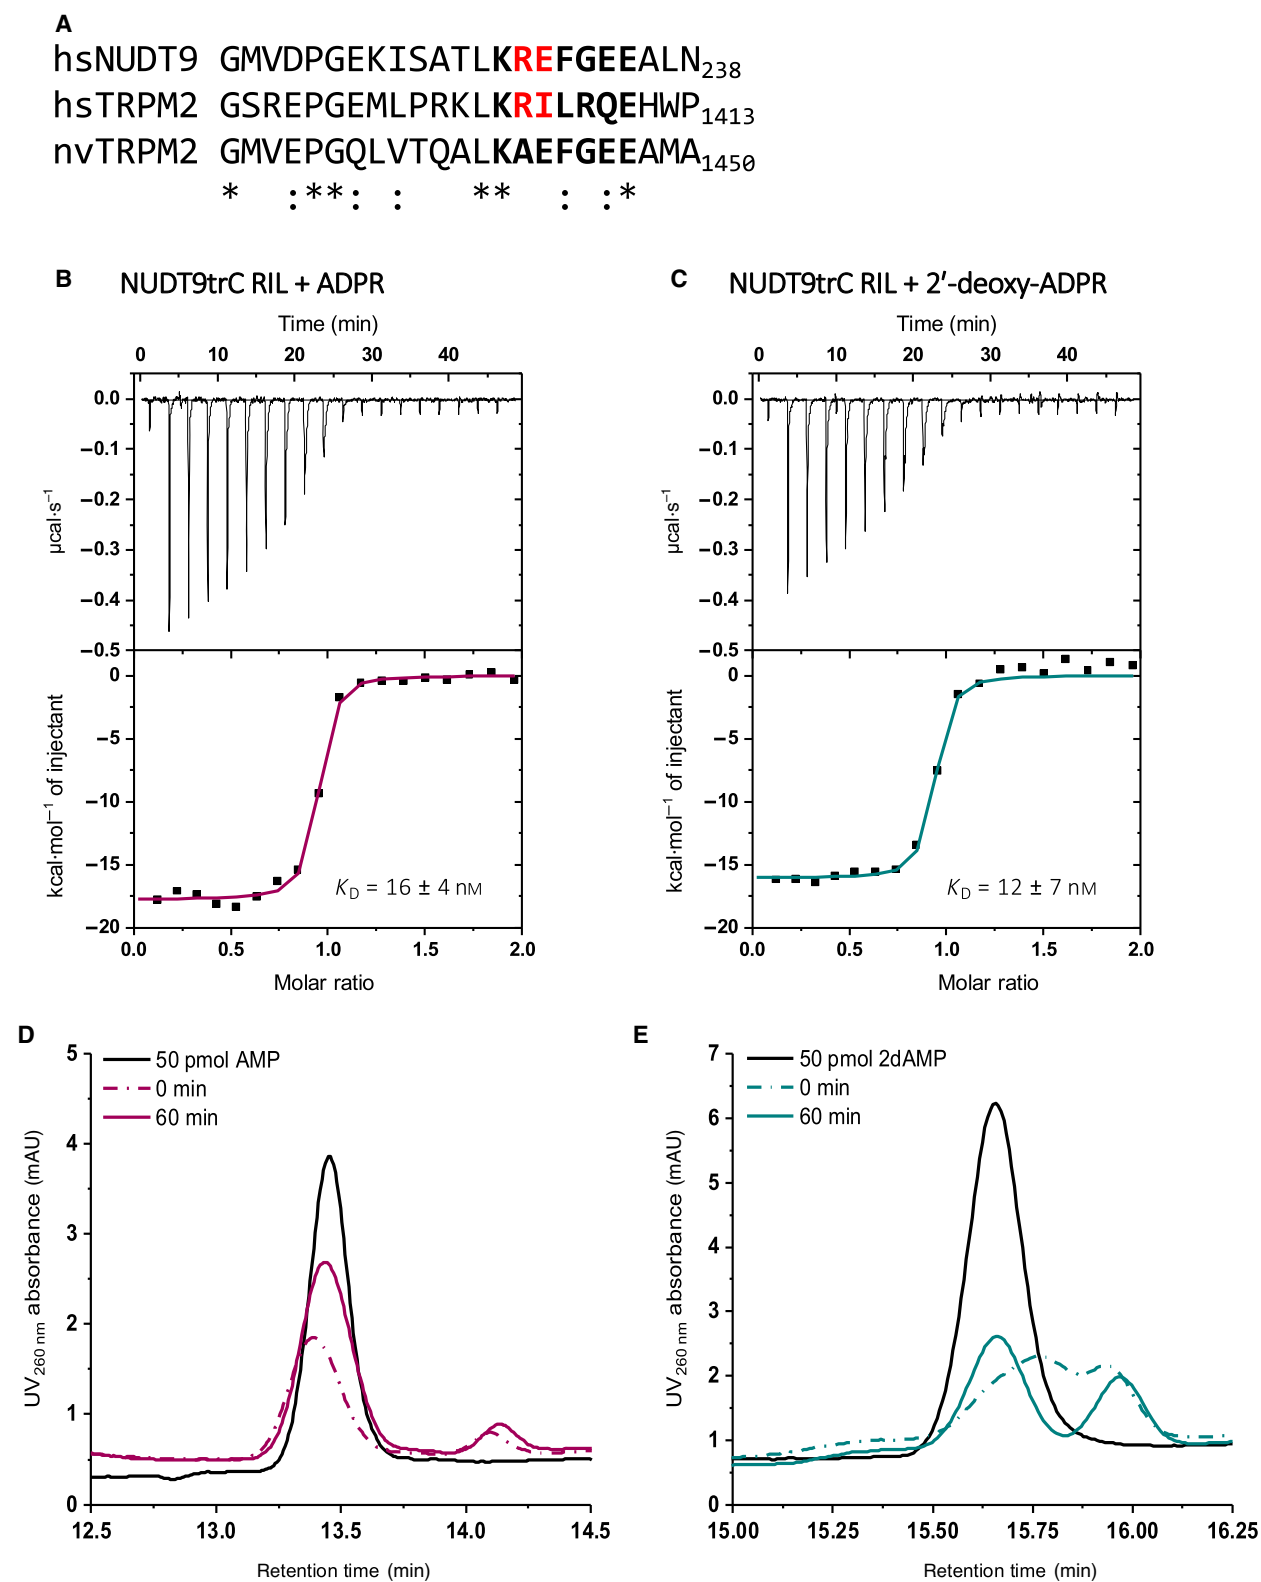 A
hsNUDT9 GMVDPGEKISATLKREFGEEALN238
hsTRPM2 GSREPGEMLPRKLKRILRQEHWP1413
nvTRPM2 GMVEPGQLVTQALKAEFGEEAMA1450
* :**: : ** : :*
B NUDT9trC RIL + ADPR
Time (min)
0 10 20 30 40
0.0
−0.1
−0.2
−0.3
−0.4
−0.5
µcal·s−1
0
−5
−10
−15
−20
kcal·mol−1 of injectant
KD = 16 ± 4 nM
0.0 0.5 1.0 1.5 2.0
Molar ratio
C NUDT9trC RIL + 2′-deoxy-ADPR
Time (min)
0 10 20 30 40
0.0
−0.1
−0.2
−0.3
−0.4
−0.5
µcal·s−1
0
−5
−10
−15
−20
kcal·mol−1 of injectant
KD = 12 ± 7 nM
0.0 0.5 1.0 1.5 2.0
Molar ratio
D
50 pmol AMP
0 min
60 min
5
4
3
2
1
0
UV260 nm absorbance (mAU)
12.5 13.0 13.5 14.0 14.5
Retention time (min)
E
50 pmol 2dAMP
0 min
60 min
7
6
5
4
3
2
1
0
UV260 nm absorbance (mAU)
15.00 15.25 15.50 15.75 16.00 16.25
Retention time (min)